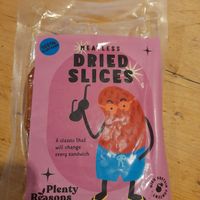 MEATLESS
DRIED
SLICES
A classic that
will change
every sandwich
Plenty
Reasons